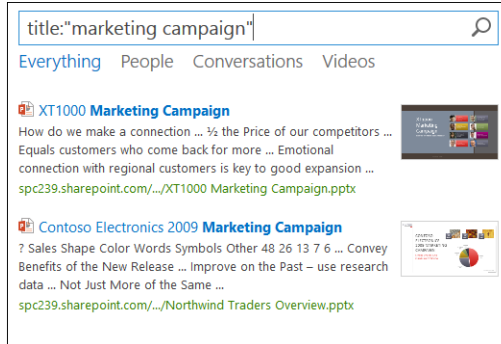 title:"marketing campaign"
Everything People Conversations Videos
XT1000 Marketing Campaign
How do we make a connection ... ½ the Price of our competitors ...
Equals customers who come back for more ... Emotional
connection with regional customers is key to good expansion ...
spc239.sharepoint.com/.../XT1000 Marketing Campaign.pptx
XT1000
Marketing
Campaign
Contoso Electronics 2009 Marketing Campaign
? Sales Shape Color Words Symbols Other 48 26 13 7 6 ... Convey
Benefits of the New Release ... Improve on the Past – use research
data ... Not Just More of the Same ...
spc239.sharepoint.com/.../Northwind Traders Overview.pptx